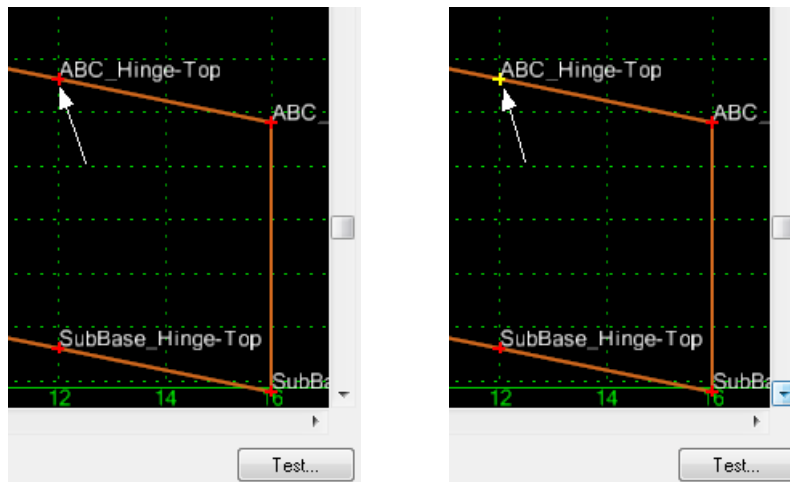 ABC_Hinge-Top
ABC_
SubBase_Hinge-Top
SubBa
12 14 16
Test...
ABC_Hinge-Top
ABC_
SubBase_Hinge-Top
SubBa
12 14 16
Test...